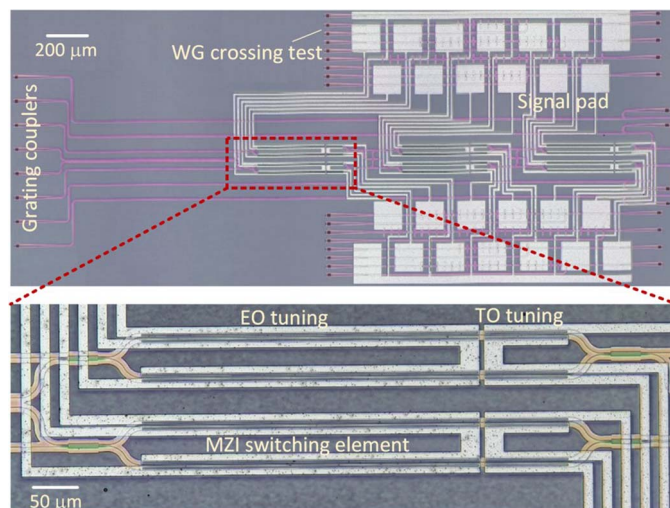 200 μm
WG crossing test
Signal pad
Grating couplers
EO tuning
TO tuning
MZI switching element
50 μm